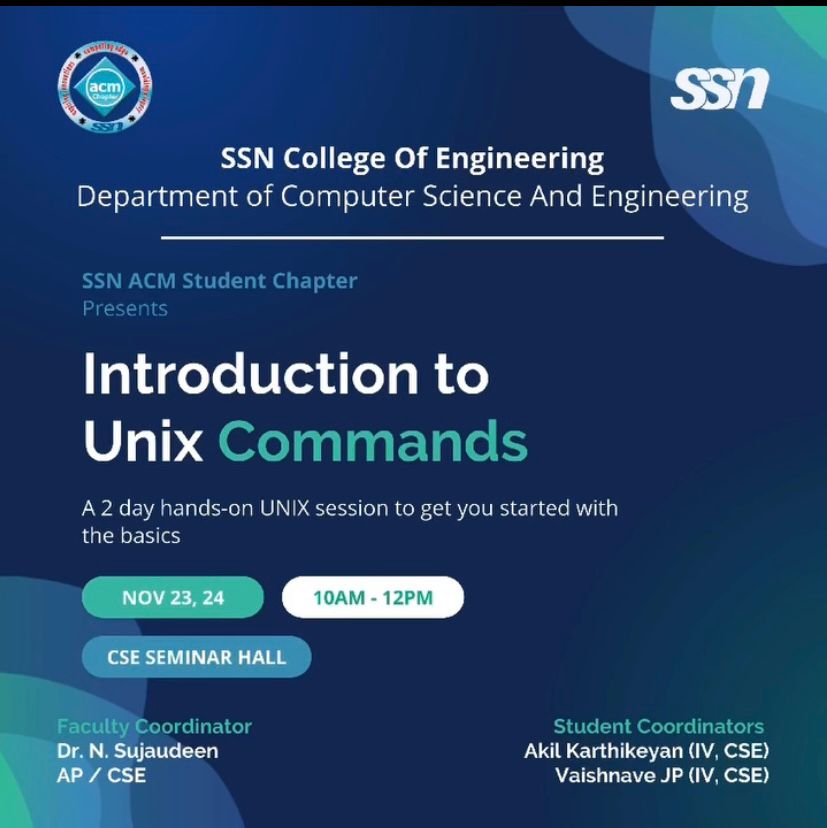 acm
Chapter
SSN
ssn
SSN College Of Engineering
Department of Computer Science And Engineering
SSN ACM Student Chapter
Presents
Introduction to
Unix Commands
A 2 day hands-on UNIX session to get you started with
the basics
NOV 23, 24
10AM - 12PM
CSE SEMINAR HALL
Faculty Coordinator
Dr. N. Sujaudeen
AP / CSE
Student Coordinators
Akil Karthikeyan (IV, CSE)
Vaishnave JP (IV, CSE)